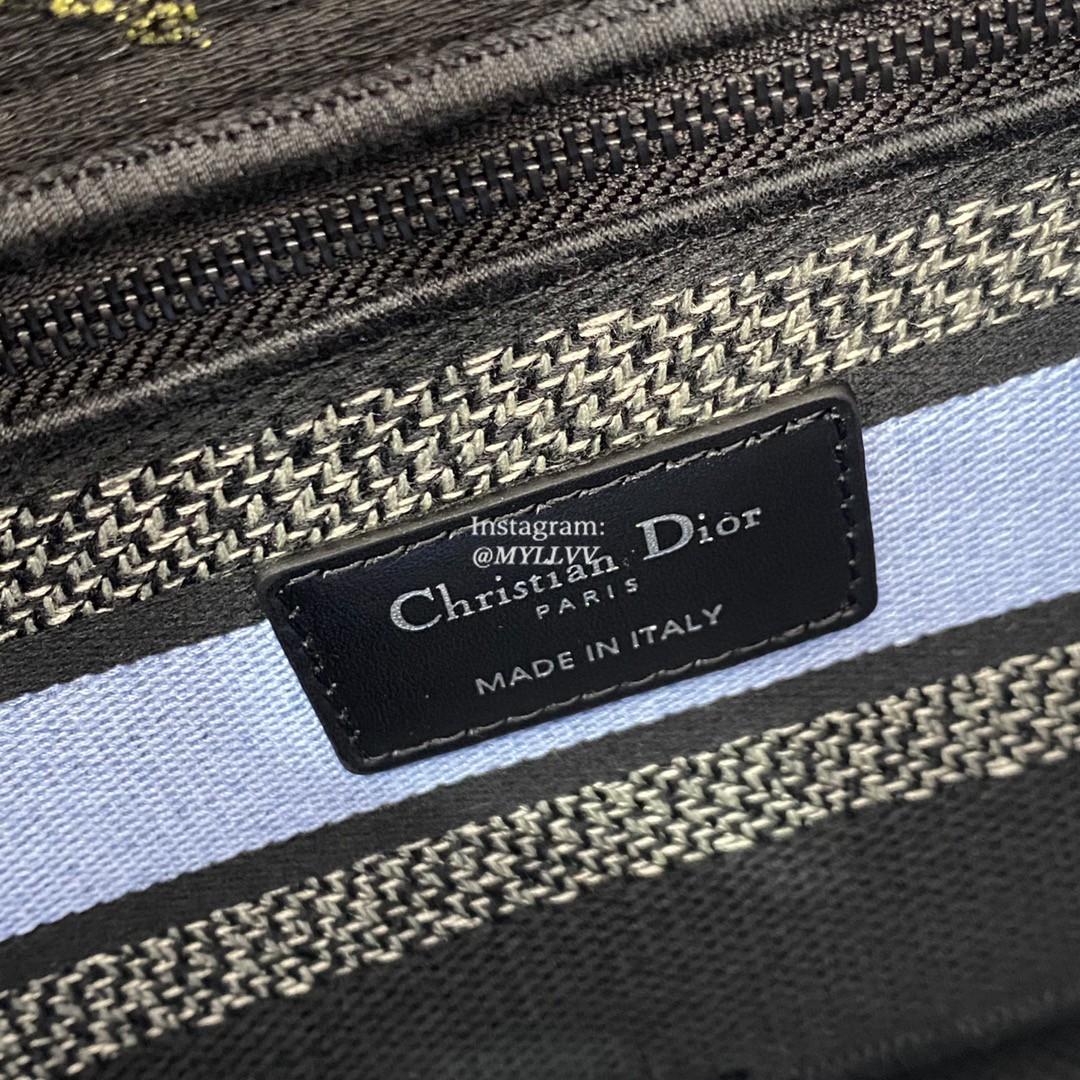 Instagram:
@MYLLVV
Christian Dior
PARIS
MADE IN ITALY